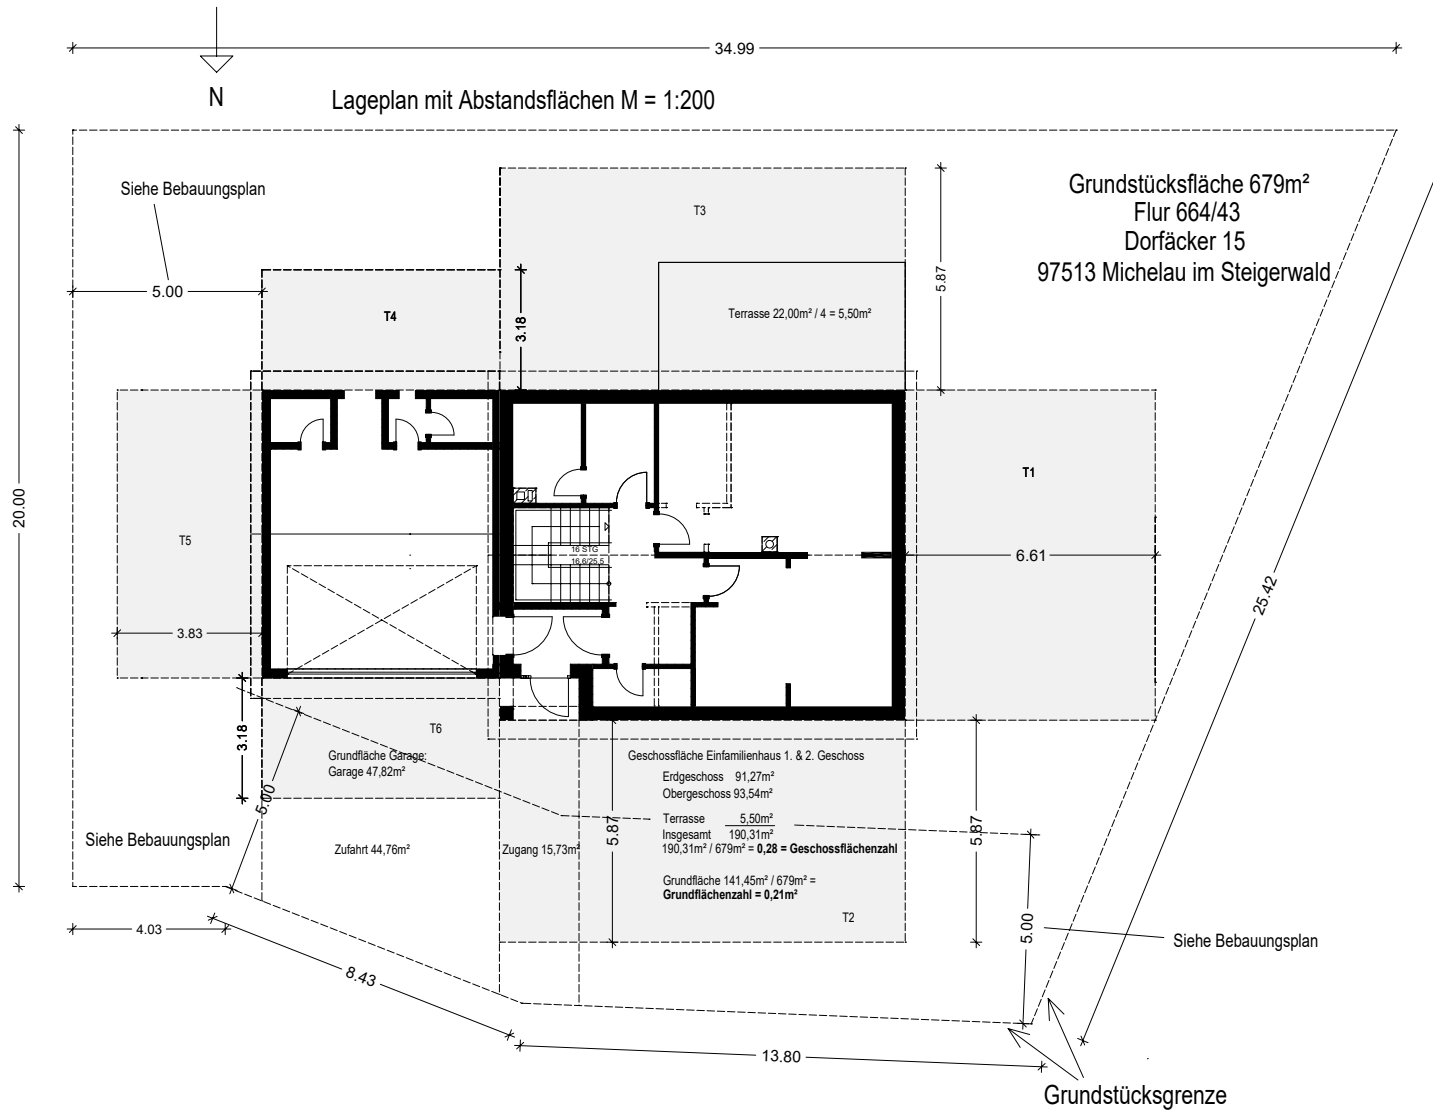 34.99
N
Lageplan mit Abstandsflächen M = 1:200
Siehe Bebauungsplan
5.00
T3
5.87
Grundstücksfläche 679m²
Flur 664/43
Dorfäcker 15
97513 Michelau im Steigerwald
T4
3.18
Terrasse 22,00m² / 4 = 5,50m²
20.00
T5
3.83
16 STG
16,6/25,5
T1
6.61
25.42
3.18
T6
Grundfläche Garage:
Garage 47,82m²
5.00
Siehe Bebauungsplan
Zufahrt 44,76m²
Zugang 15,73m²
5.87
Geschossfläche Einfamilienhaus 1. & 2. Geschoss
Erdgeschoss 91,27m²
Obergeschoss 93,54m²
Terrasse 5,50m²
Insgesamt 190,31m²
190,31m² / 679m² = 0,28 = Geschossflächenzahl
Grundfläche 141,45m² / 679m² =
Grundflächenzahl = 0,21m²
T2
5.87
5.00
Siehe Bebauungsplan
4.03
8.43
13.80
Grundstücksgrenze